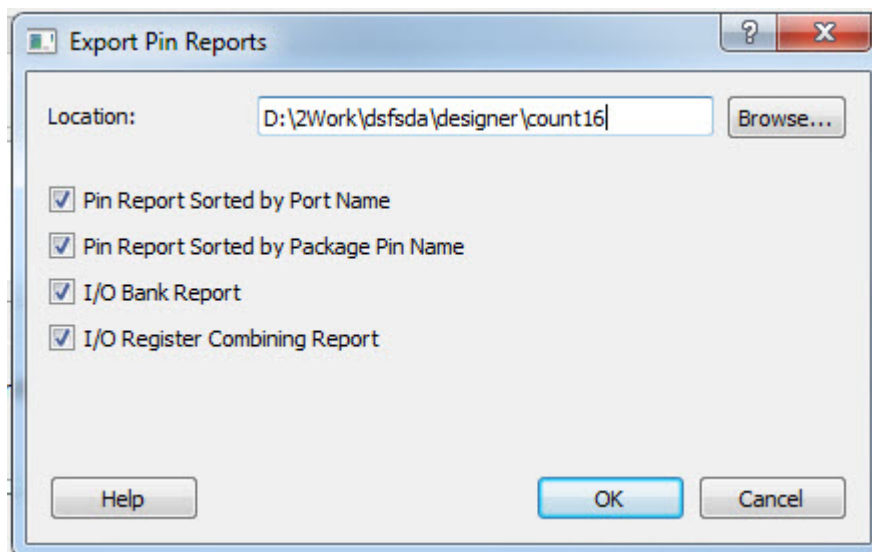 Export Pin Reports
Location: D:\2Work\dsfsda\designer\count16 Browse...
Pin Report Sorted by Port Name
Pin Report Sorted by Package Pin Name
I/O Bank Report
I/O Register Combining Report
Help OK Cancel